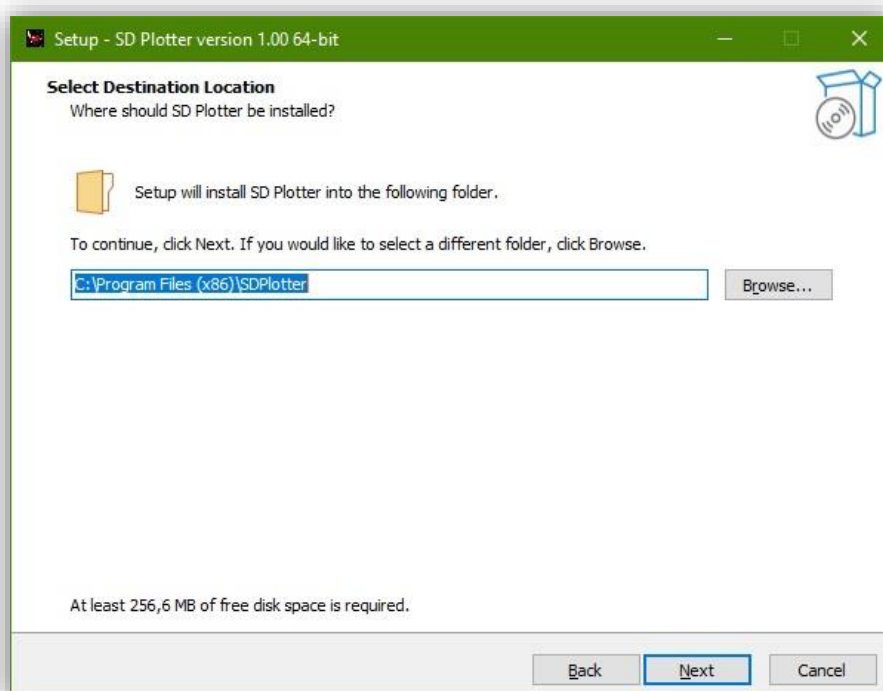 Setup - SD Plotter version 1.00 64-bit
Select Destination Location
Where should SD Plotter be installed?
Setup will install SD Plotter into the following folder.
To continue, click Next. If you would like to select a different folder, click Browse.
C:\Program Files (x86)\SDPlotter
Browse...
At least 256,6 MB of free disk space is required.
Back Next Cancel